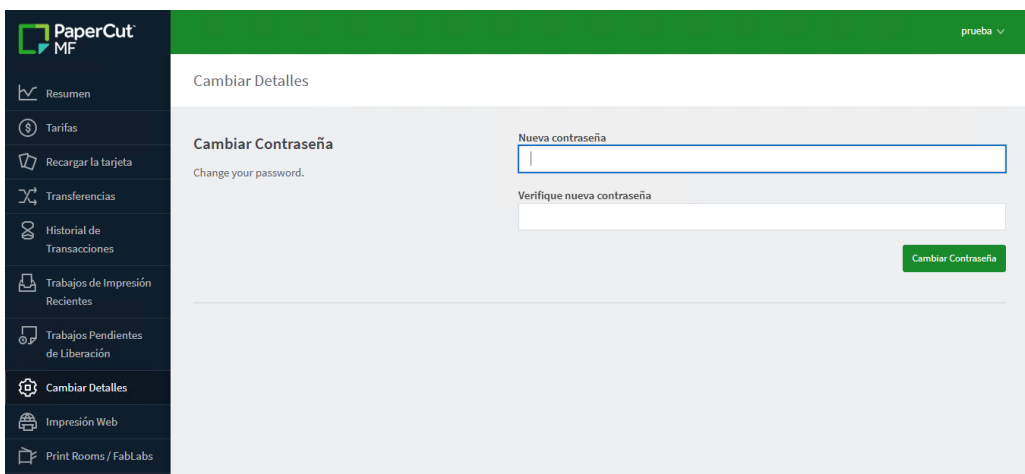 PaperCut
MF
prueba
Resumen
Tarifas
Recargar la tarjeta
Transferencias
Historial de
Transacciones
Trabajos de Impresión
Recientes
Trabajos Pendientes
de Liberación
Cambiar Detalles
Impresión Web
Print Rooms / FabLabs
Cambiar Detalles
Cambiar Contraseña
Change your password.
Nueva contraseña
Verifique nueva contraseña
Cambiar Contraseña